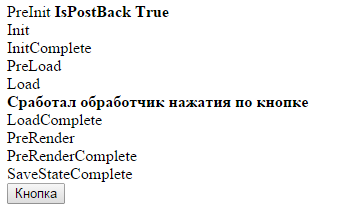 PreInit IsPostBack True
Init
InitComplete
PreLoad
Load
Сработал обработчик нажатия по кнопке
LoadComplete
PreRender
PreRenderComplete
SaveStateComplete
Кнопка